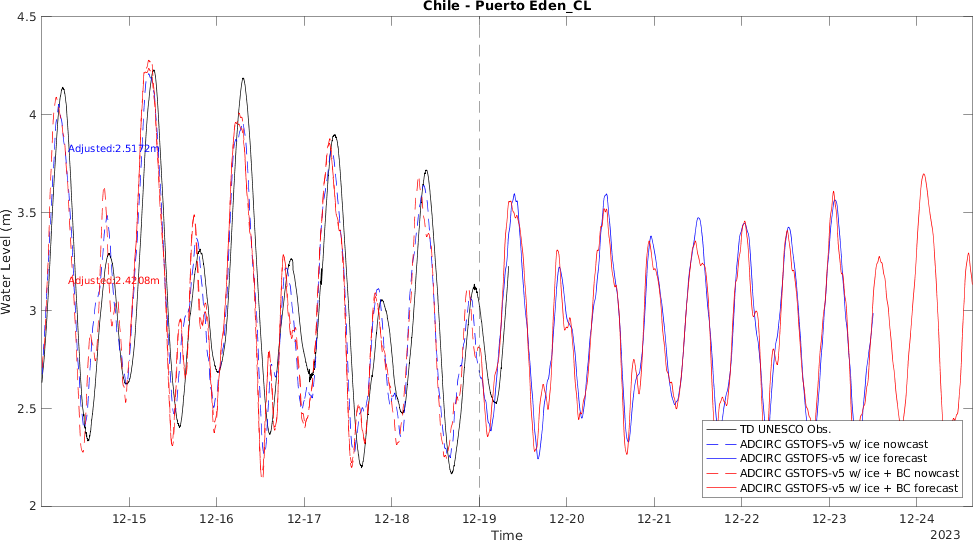 Chile - Puerto Eden_CL
4.5
4
3.5
3
2.5
2
Water Level (m)
Adjusted:2.5172m
Adjusted:2.4208m
TD UNESCO Obs.
ADCIRC GSTOFS-v5 w/ ice nowcast
ADCIRC GSTOFS-v5 w/ ice forecast
ADCIRC GSTOFS-v5 w/ ice + BC nowcast
ADCIRC GSTOFS-v5 w/ ice + BC forecast
12-15 12-16 12-17 12-18 12-19 12-20 12-21 12-22 12-23 12-24
Time
2023